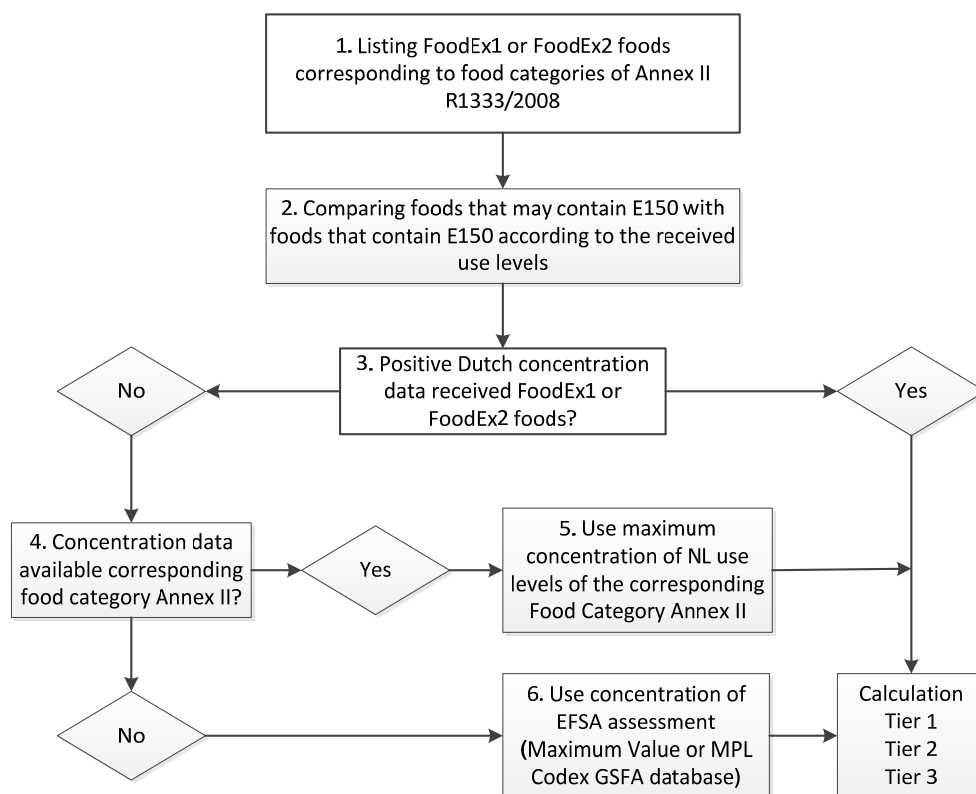 1. Listing FoodEx1 or FoodEx2 foods
corresponding to food categories of Annex II
R1333/2008
2. Comparing foods that may contain E150 with
foods that contain E150 according to the received
use levels
3. Positive Dutch concentration
data received FoodEx1 or
FoodEx2 foods?
No
Yes
4. Concentration data
available corresponding
food category Annex II?
Yes
5. Use maximum
concentration of NL use
levels of the corresponding
Food Category Annex II
No
6. Use concentration of
EFSA assessment
(Maximum Value or MPL
Codex GSFA database)
Calculation
Tier 1
Tier 2
Tier 3